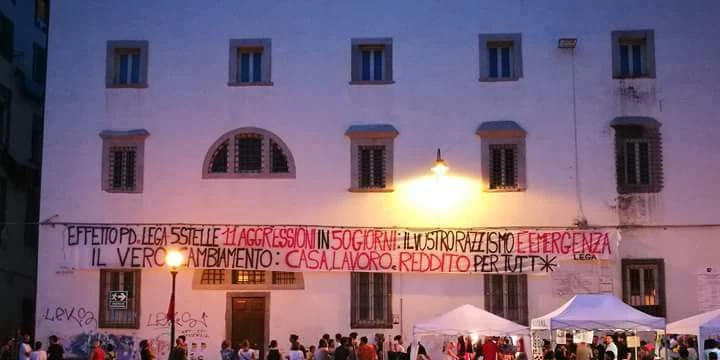 EFFETTO PD-LEGA-5STELLE 11 AGGRESSIONI IN 50 GIORNI: IL VOSTRO RAZZISMO È EMERGENZA
IL VERO CAMBIAMENTO: CASA, LAVORO e REDDITO PER TUTT*
LEGA